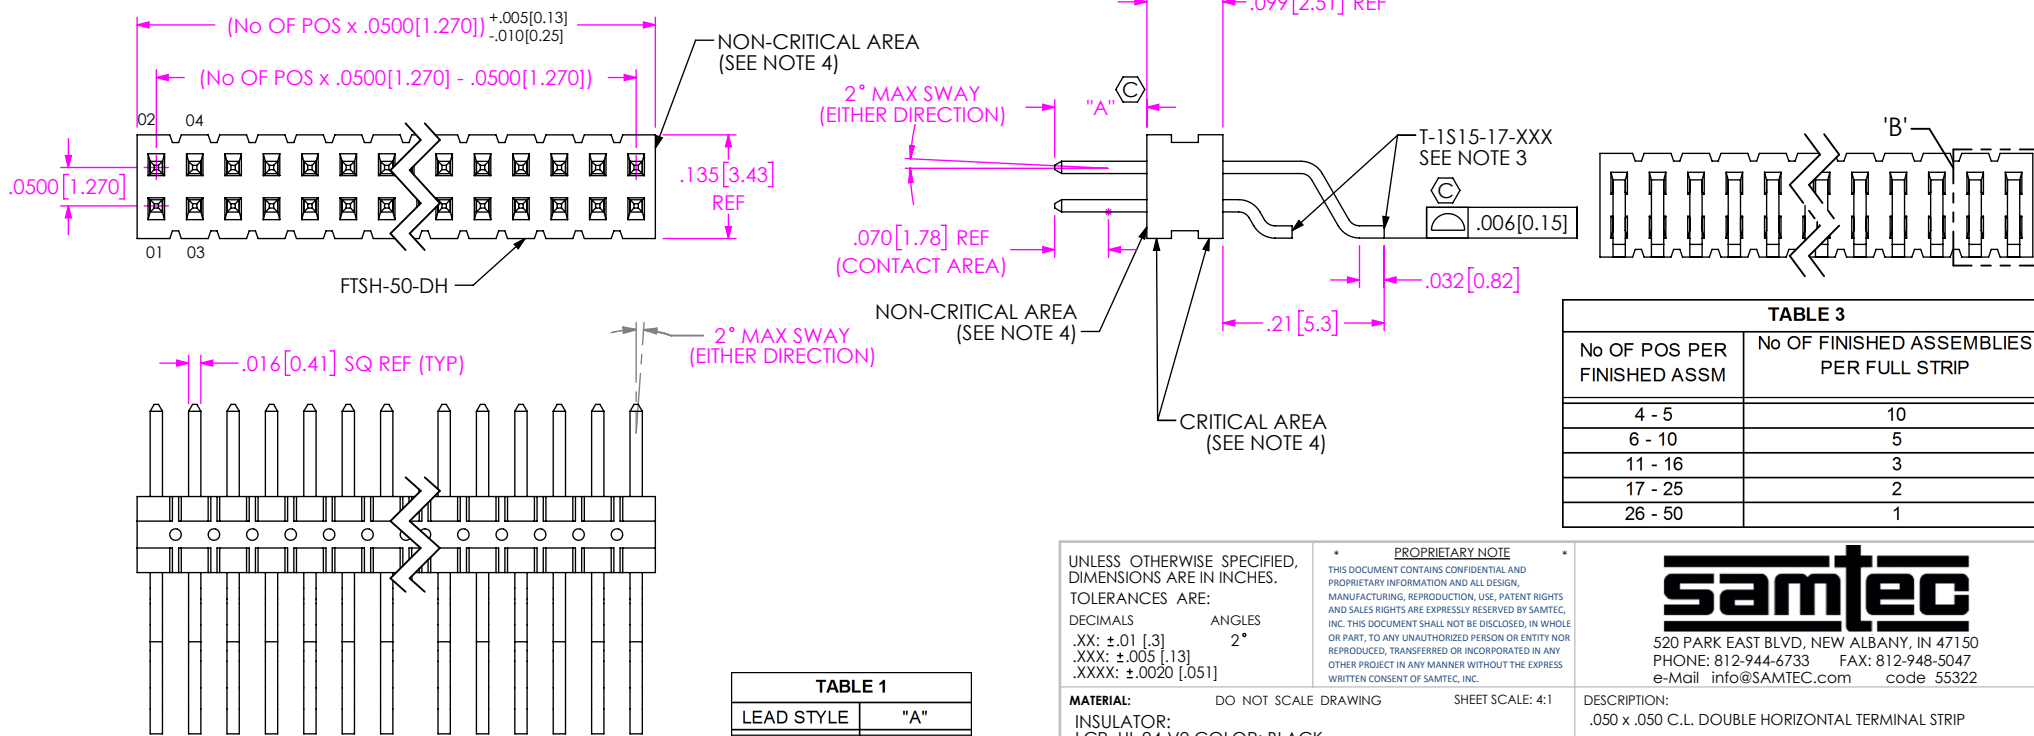 (No OF POS x .0500[1.270]) +.005[0.13] -.010[0.25]
(No OF POS x .0500[1.270] - .0500[1.270])
NON-CRITICAL AREA
(SEE NOTE 4)
02 04
.0500[1.270]
.135[3.43]
REF
01 03
FTSH-50-DH
.016[0.41] SQ REF (TYP)
2° MAX SWAY
(EITHER DIRECTION)
.099[2.51] REF
2° MAX SWAY
(EITHER DIRECTION)
"A"
C
T-1S15-17-XXX
SEE NOTE 3
C
.006[0.15]
.070[1.78] REF
(CONTACT AREA)
.032[0.82]
NON-CRITICAL AREA
(SEE NOTE 4)
.21[5.3]
CRITICAL AREA
(SEE NOTE 4)
'B'
TABLE 3
No OF POS PER
FINISHED ASSM
No OF FINISHED ASSEMBLIES
PER FULL STRIP
4 - 5 10
6 - 10 5
11 - 16 3
17 - 25 2
26 - 50 1
TABLE 1
LEAD STYLE "A"
UNLESS OTHERWISE SPECIFIED,
DIMENSIONS ARE IN INCHES.
TOLERANCES ARE:
DECIMALS ANGLES
.XX: ±.01 [.3] 2°
.XXX: ±.005 [.13]
.XXXX: ±.0020 [.051]
* PROPRIETARY NOTE *
THIS DOCUMENT CONTAINS CONFIDENTIAL AND
PROPRIETARY INFORMATION AND ALL DESIGN,
MANUFACTURING, REPRODUCTION, USE, PATENT RIGHTS
AND SALES RIGHTS ARE EXPRESSLY RESERVED BY SAMTEC,
INC. THIS DOCUMENT SHALL NOT BE DISCLOSED, IN WHOLE
OR PART, TO ANY UNAUTHORIZED PERSON OR ENTITY NOR
REPRODUCED, TRANSFERRED OR INCORPORATED IN ANY
OTHER PROJECT IN ANY MANNER WITHOUT THE EXPRESS
WRITTEN CONSENT OF SAMTEC, INC.
samtec
520 PARK EAST BLVD, NEW ALBANY, IN 47150
PHONE: 812-944-6733 FAX: 812-948-5047
e-Mail info@SAMTEC.com code 55322
MATERIAL: DO NOT SCALE DRAWING SHEET SCALE: 4:1
INSULATOR:
LCP, UL 94 V0 COLOR: BLACK
DESCRIPTION:
.050 x .050 C.L. DOUBLE HORIZONTAL TERMINAL STRIP